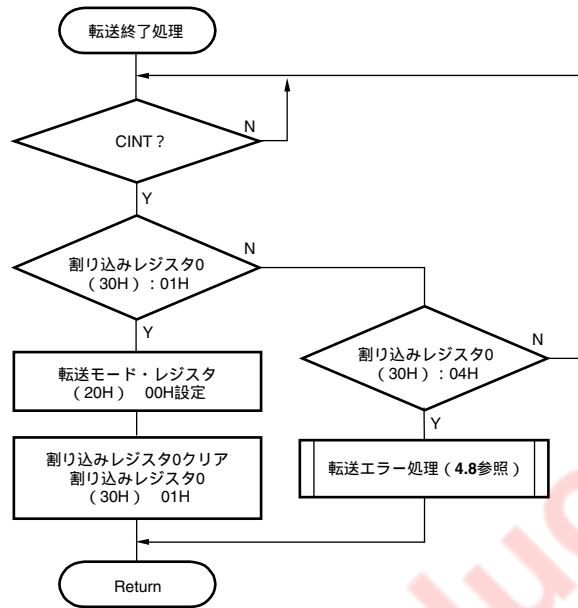 転送終了処理
CINT？
N
Y
割り込みレジスタ0
（30H）：01H
N
Y
転送モード・レジスタ
（20H）　00H設定
割り込みレジスタ0
（30H）：04H
N
Y
割り込みレジスタ0クリア
割り込みレジスタ0
（30H）　01H
転送エラー処理（4.8参照）
Return